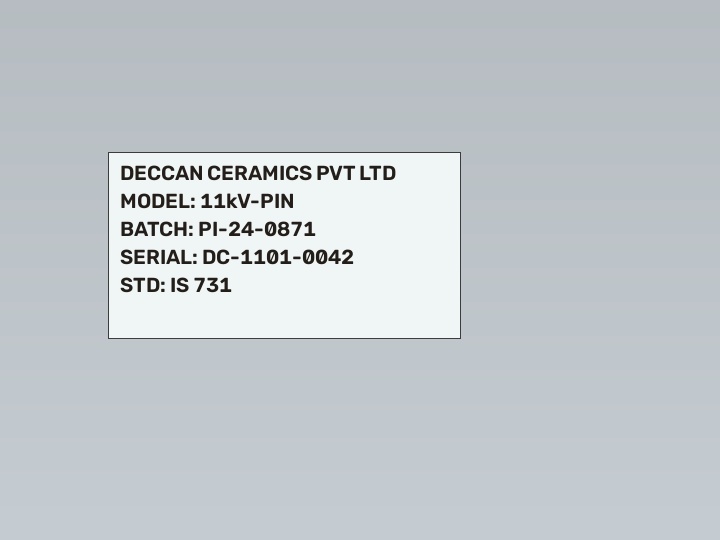 DECCAN CERAMICS PVT LTD
MODEL: 11kV-PIN
BATCH: PI-24-0871
SERIAL: DC-1101-0042
STD: IS 731